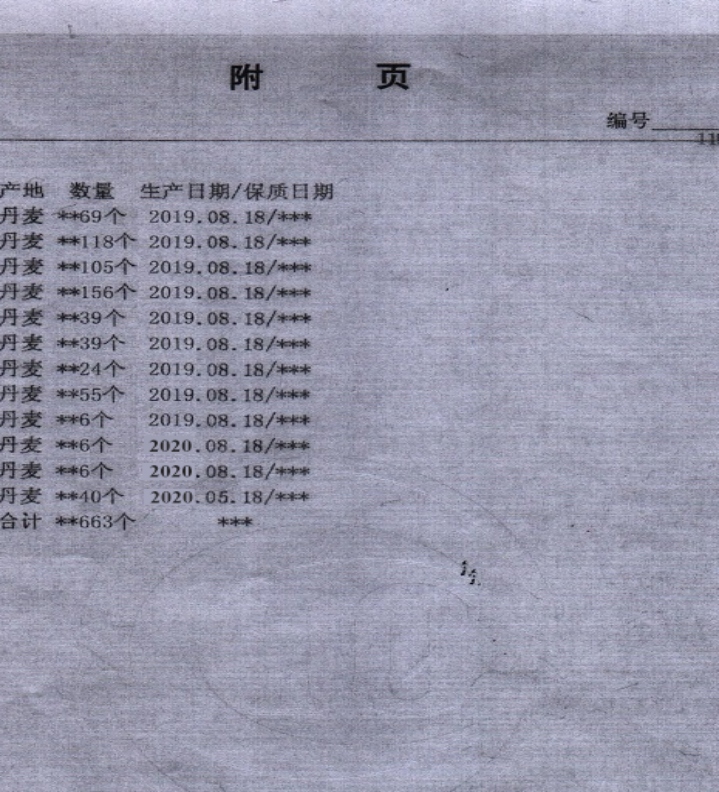 附 页
编号
产地 数量 生产日期/保质日期
丹麦 **69个 2019.08.18/***
丹麦 **118个 2019.08.18/***
丹麦 **105个 2019.08.18/***
丹麦 **156个 2019.08.18/***
丹麦 **39个 2019.08.18/***
丹麦 **39个 2019.08.18/***
丹麦 **24个 2019.08.18/***
丹麦 **55个 2019.08.18/***
丹麦 **6个 2019.08.18/***
丹麦 **6个 2020.08.18/***
丹麦 **6个 2020.08.18/***
丹麦 **40个 2020.05.18/***
合计 **663个 ***